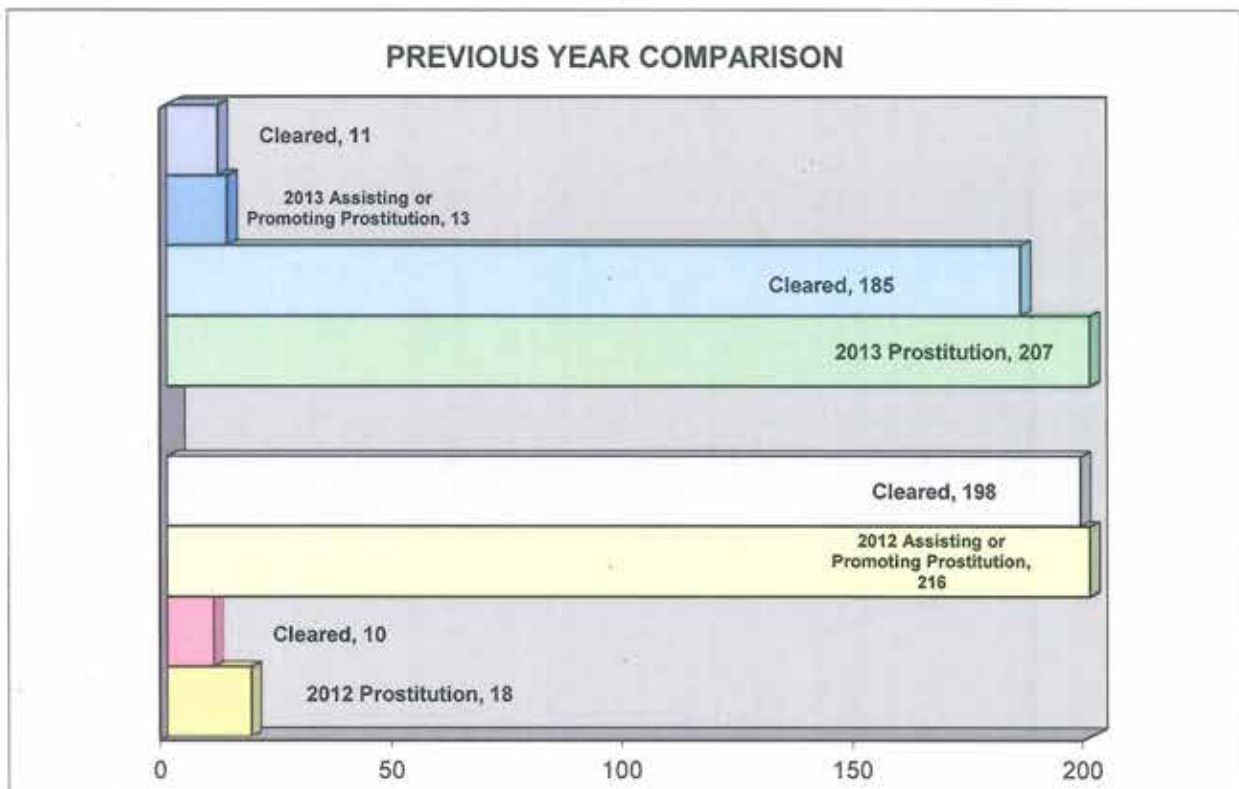 PREVIOUS YEAR COMPARISON
Cleared, 11
2013 Assisting or
Promoting Prostitution, 13
Cleared, 185
2013 Prostitution, 207
Cleared, 198
2012 Assisting or
Promoting Prostitution,
216
Cleared, 10
2012 Prostitution, 18
0 50 100 150 200